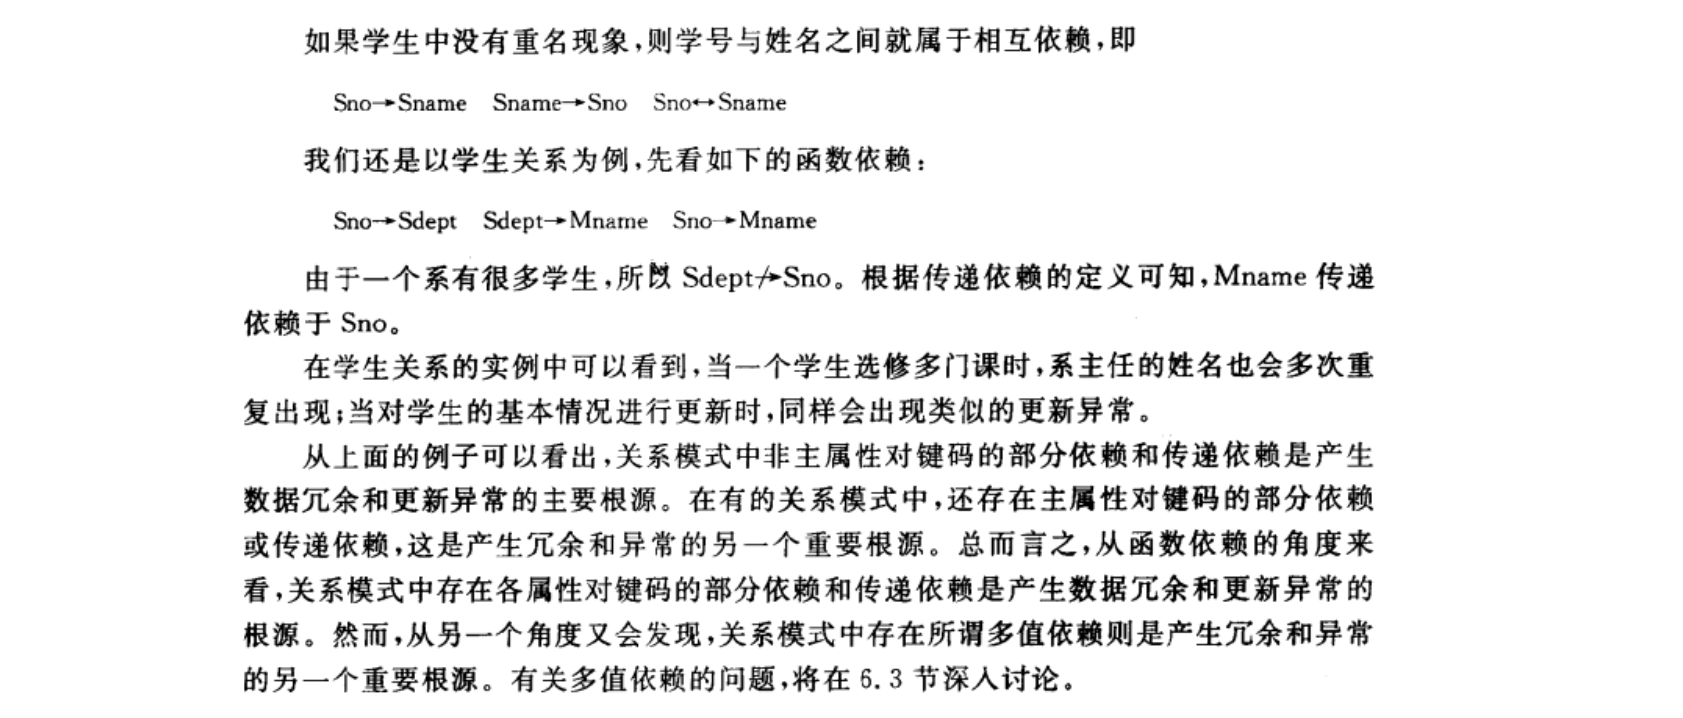 如果学生中没有重名现象,则学号与姓名之间就属于相互依赖,即
Sno→Sname Sname→Sno Sno↔Sname
我们还是以学生关系为例,先看如下的函数依赖:
Sno→Sdept Sdept→Mname Sno→Mname
由于一个系有很多学生,所以 Sdept↛Sno。根据传递依赖的定义可知,Mname 传递
依赖于 Sno。
在学生关系的实例中可以看到,当一个学生选修多门课时,系主任的姓名也会多次重
复出现;当对学生的基本情况进行更新时,同样会出现类似的更新异常。
从上面的例子可以看出,关系模式中非主属性对键码的部分依赖和传递依赖是产生
数据冗余和更新异常的主要根源。在有的关系模式中,还存在主属性对键码的部分依赖
或传递依赖,这是产生冗余和异常的另一个重要根源。总而言之,从函数依赖的角度来
看,关系模式中存在各属性对键码的部分依赖和传递依赖是产生数据冗余和更新异常的
根源。然而,从另一个角度又会发现,关系模式中存在所谓多值依赖则是产生冗余和异常
的另一个重要根源。有关多值依赖的问题,将在 6.3 节深入讨论。